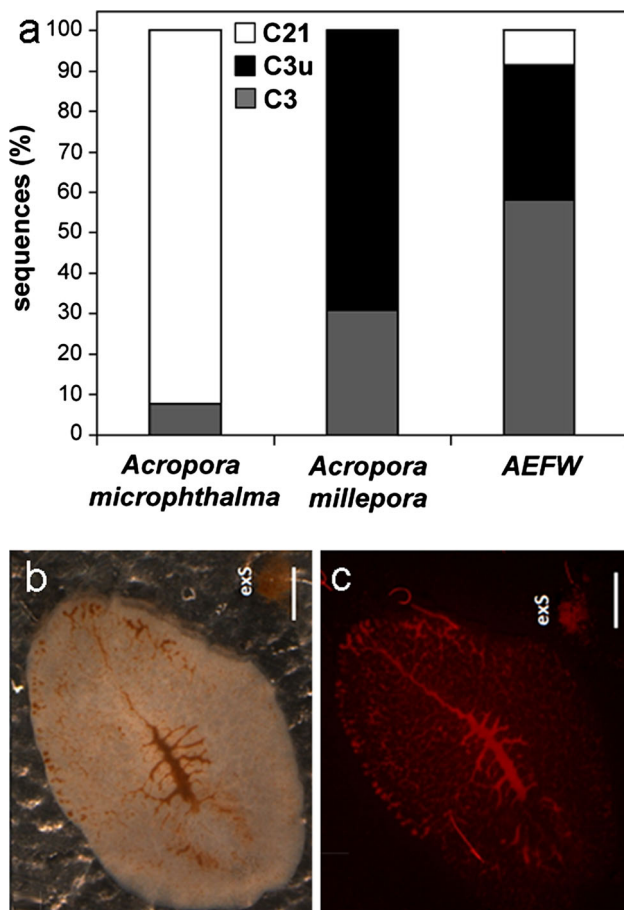 a
C21
C3u
C3
100
90
80
70
60
50
40
30
20
10
0
sequences (%)
Acropora microphthalma
Acropora millepora
AEFW
b
exS
c
exS